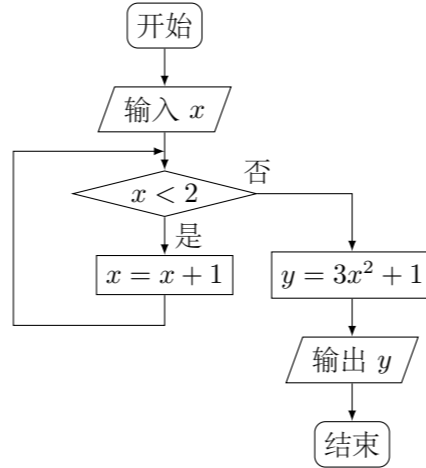 开始
输入 x
x < 2
否
是
x = x + 1
y = 3x² + 1
输出 y
结束